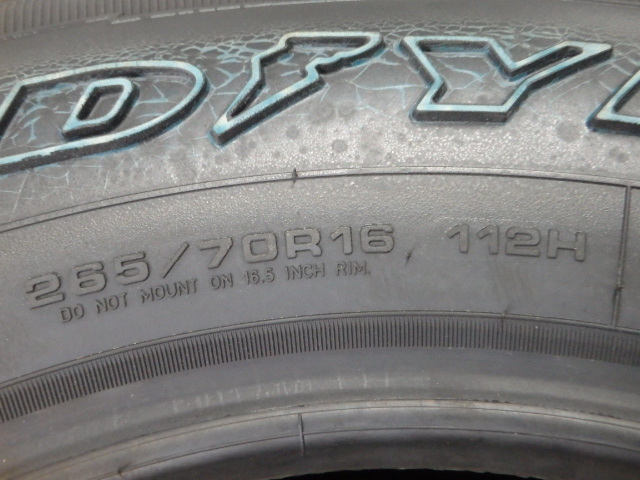 265/70R16 112H
DO NOT MOUNT ON 16.5 INCH RIM.